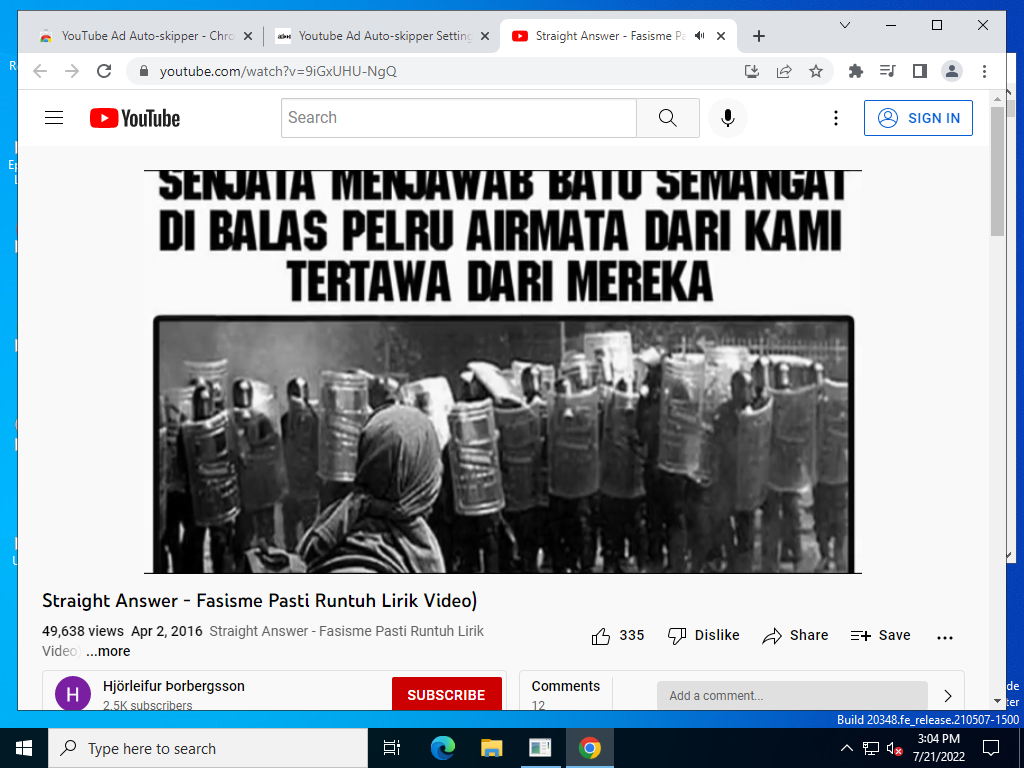 YouTube Ad Auto-skipper - Chro
Youtube Ad Auto-skipper Setting
Straight Answer - Fasisme Pa
youtube.com/watch?v=9iGxUHU-NgQ
YouTube
Search
SIGN IN
SENJATA MENJAWAB BATU SEMANGAT
DI BALAS PELRU AIRMATA DARI KAMI
TERTAWA DARI MEREKA
Straight Answer - Fasisme Pasti Runtuh Lirik Video)
49,638 views Apr 2, 2016 Straight Answer - Fasisme Pasti Runtuh Lirik
Video) ...more
335
Dislike
Share
Save
H
Hjörleifur Þorbergsson
2.5K subscribers
SUBSCRIBE
Comments
12
Add a comment...
Build 20348.fe_release.210507-1500
Type here to search
3:04 PM
7/21/2022